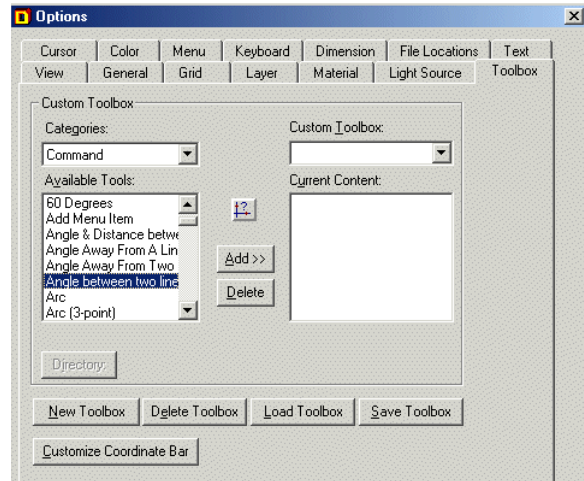 Options
Cursor Color Menu Keyboard Dimension File Locations Text
View General Grid Layer Material Light Source Toolbox
Custom Toolbox
Categories: Custom Toolbox:
Command
Available Tools: Current Content:
60 Degrees
Add Menu Item
Angle & Distance betwe
Angle Away From A Lin
Angle Away From Two
Angle between two line
Arc
Arc (3-point)
Add >>
Delete
Directory:
New Toolbox Delete Toolbox Load Toolbox Save Toolbox
Customize Coordinate Bar